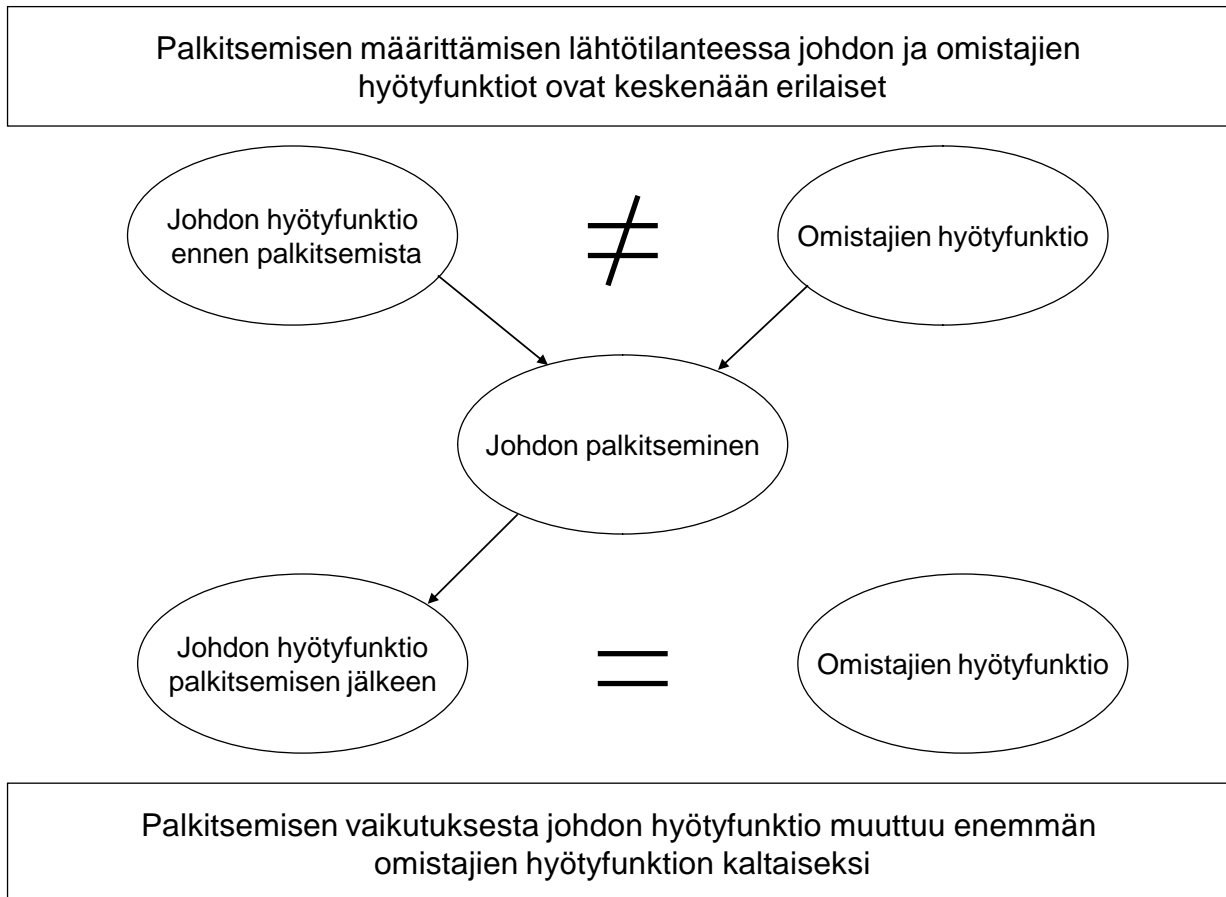 Palkitsemisen määrittämisen lähtötilanteessa johdon ja omistajien
hyötyfunktiot ovat keskenään erilaiset
Johdon hyötyfunktio
ennen palkitsemista
≠
Omistajien hyötyfunktio
Johdon palkitseminen
Johdon hyötyfunktio
palkitsemisen jälkeen
=
Omistajien hyötyfunktio
Palkitsemisen vaikutuksesta johdon hyötyfunktio muuttuu enemmän
omistajien hyötyfunktion kaltaiseksi